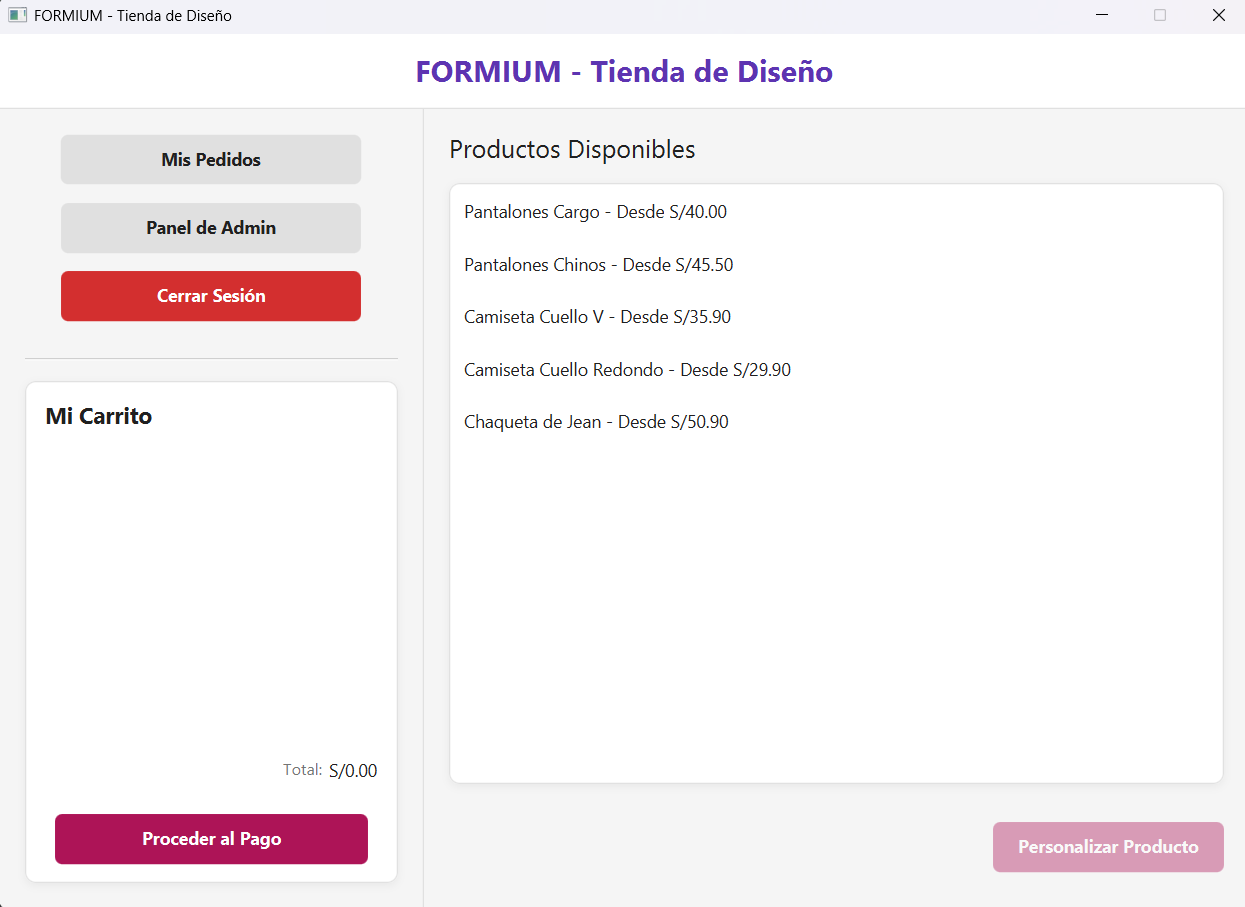 FORMIUM - Tienda de Diseño
FORMIUM - Tienda de Diseño
Mis Pedidos
Panel de Admin
Cerrar Sesión
Mi Carrito
Total: S/0.00
Proceder al Pago
Productos Disponibles
Pantalones Cargo - Desde S/40.00
Pantalones Chinos - Desde S/45.50
Camiseta Cuello V - Desde S/35.90
Camiseta Cuello Redondo - Desde S/29.90
Chaqueta de Jean - Desde S/50.90
Personalizar Producto